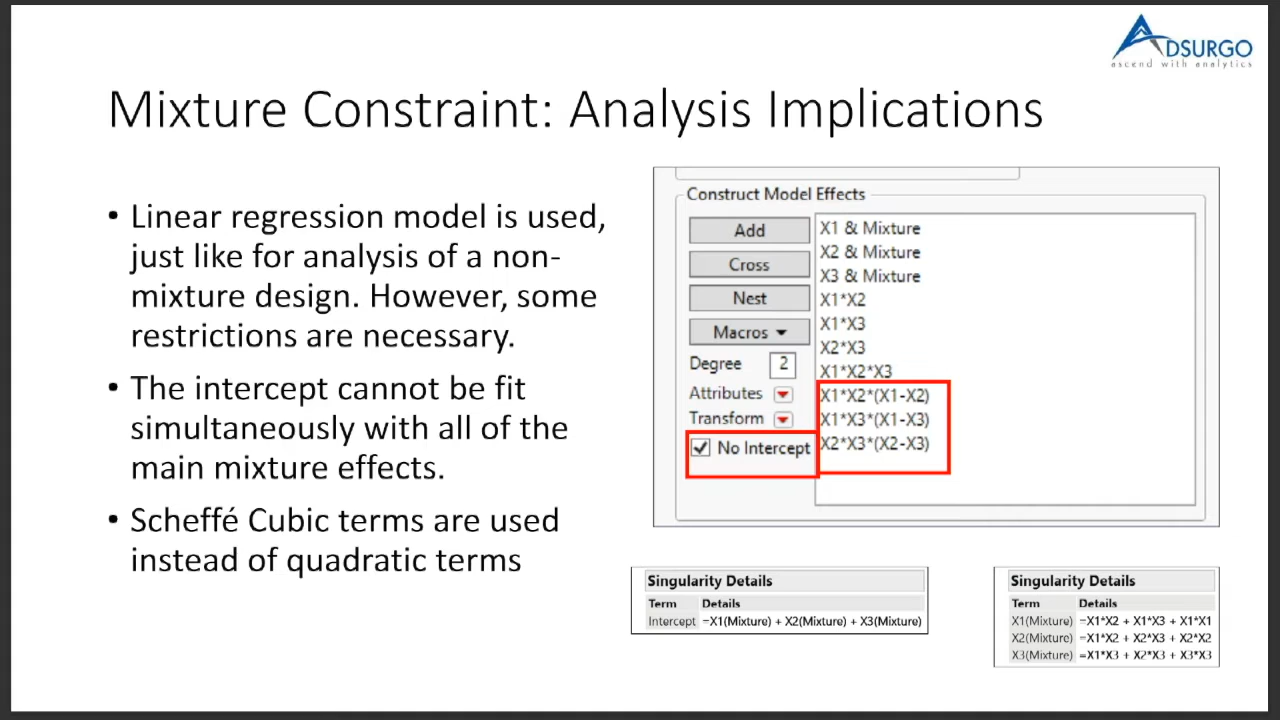 ADSURGO
ascend with analytics
Mixture Constraint: Analysis Implications
• Linear regression model is used,
just like for analysis of a non-
mixture design. However, some
restrictions are necessary.
• The intercept cannot be fit
simultaneously with all of the
main mixture effects.
• Scheffé Cubic terms are used
instead of quadratic terms
Construct Model Effects
Add
Cross
Nest
Macros
Degree 2
Attributes
Transform
No Intercept
X1 & Mixture
X2 & Mixture
X3 & Mixture
X1*X2
X1*X3
X2*X3
X1*X2*X3
X1*X2*(X1-X2)
X1*X3*(X1-X3)
X2*X3*(X2-X3)
Singularity Details
Term Details
Intercept =X1(Mixture) + X2(Mixture) + X3(Mixture)
Singularity Details
Term Details
X1(Mixture) =X1*X2 + X1*X3 + X1*X1
X2(Mixture) =X1*X2 + X2*X3 + X2*X2
X3(Mixture) =X1*X3 + X2*X3 + X3*X3